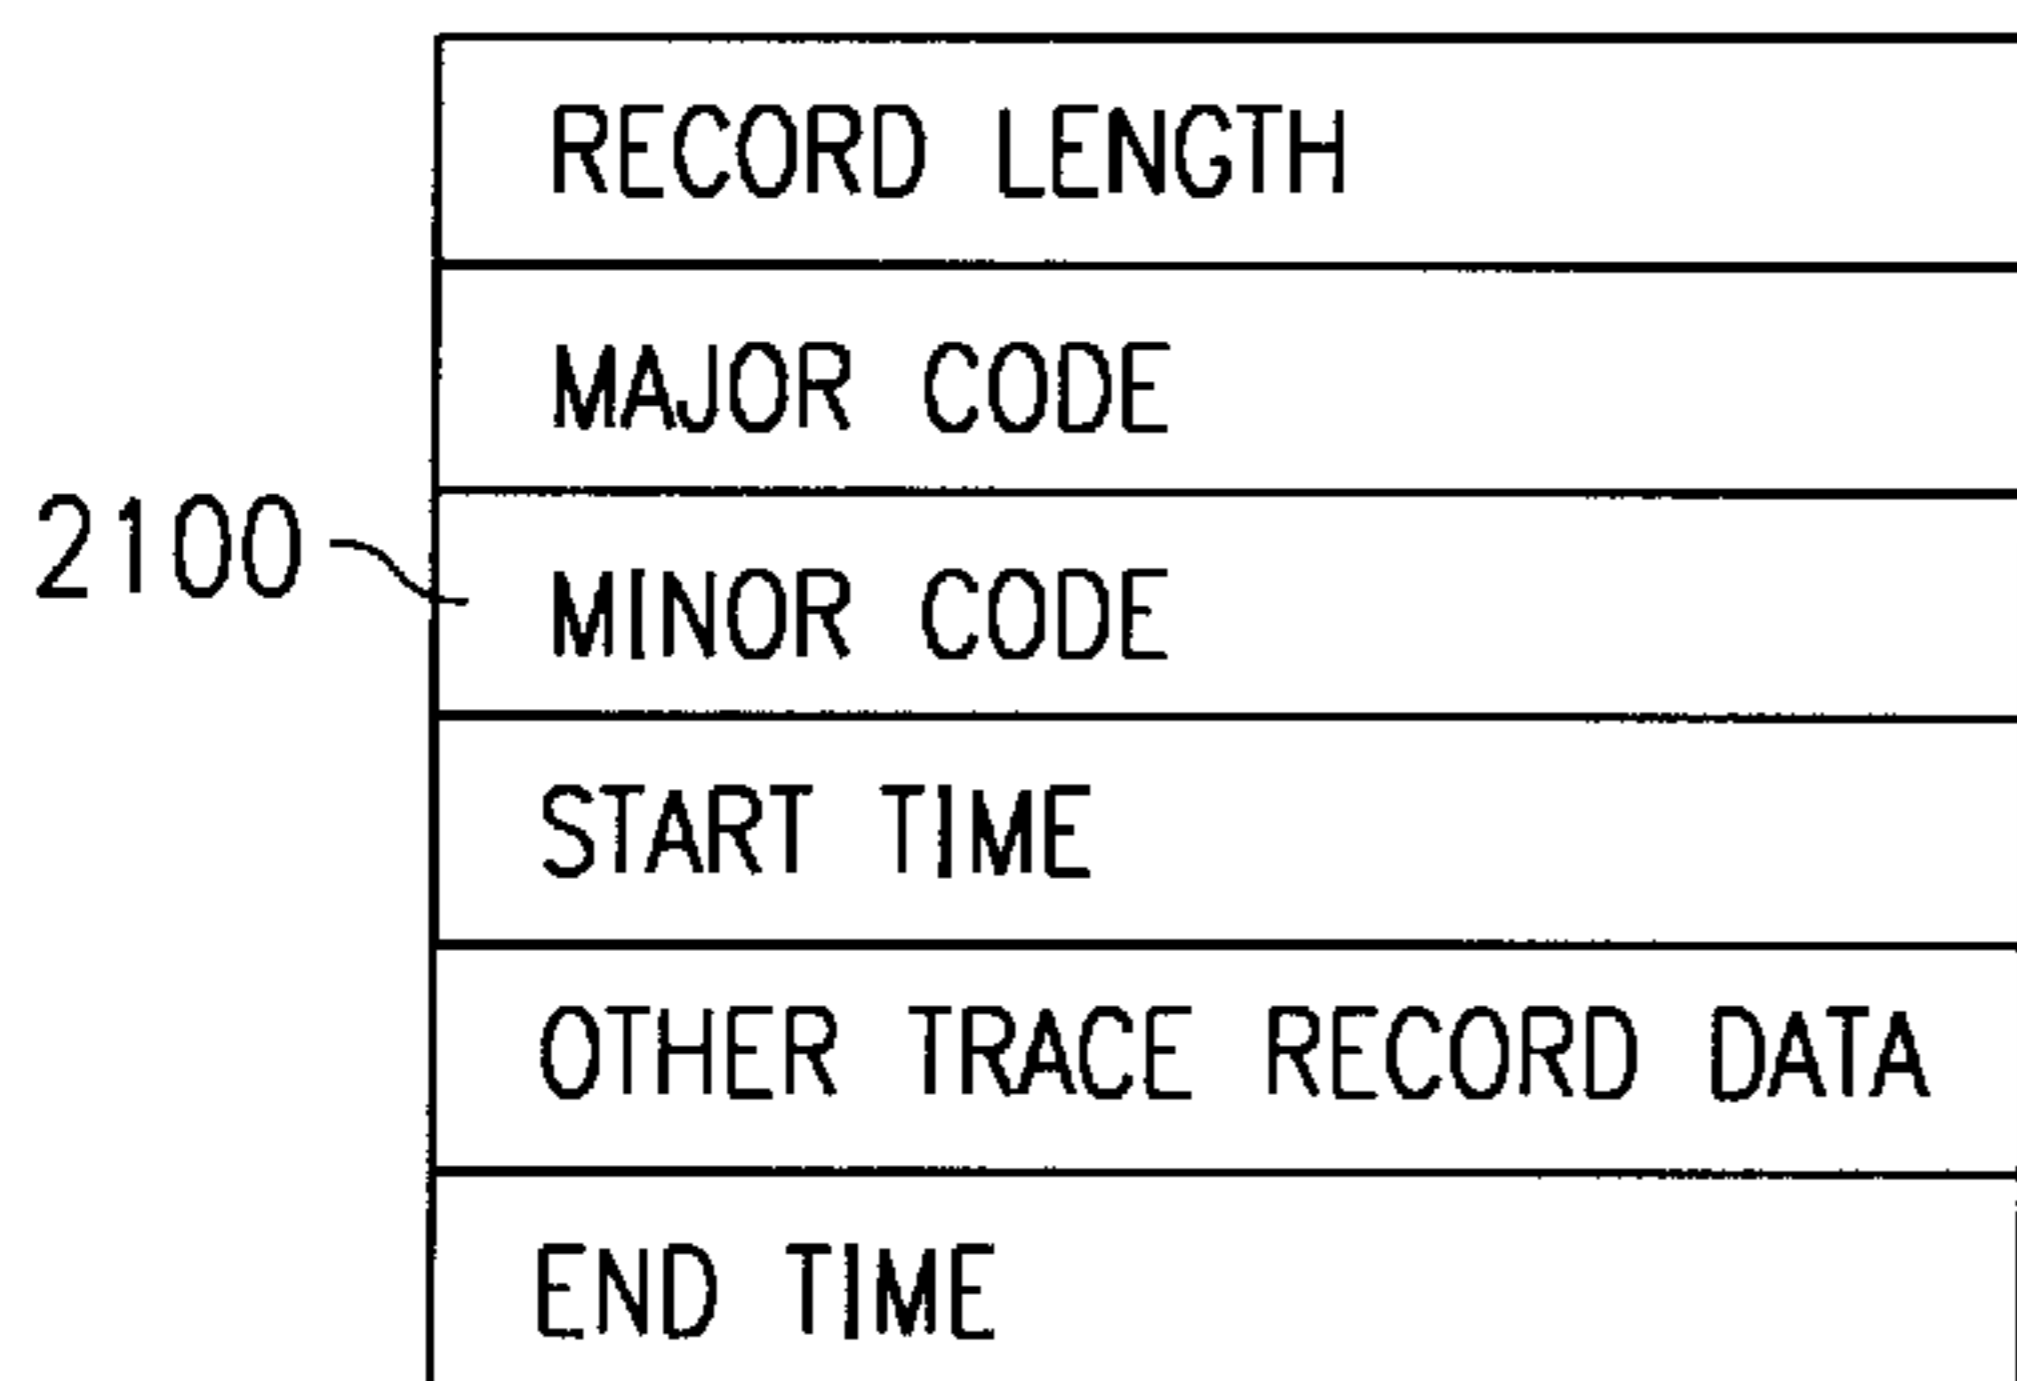 RECORD LENGTH
MAJOR CODE
2100
MINOR CODE
START TIME
OTHER TRACE RECORD DATA
END TIME